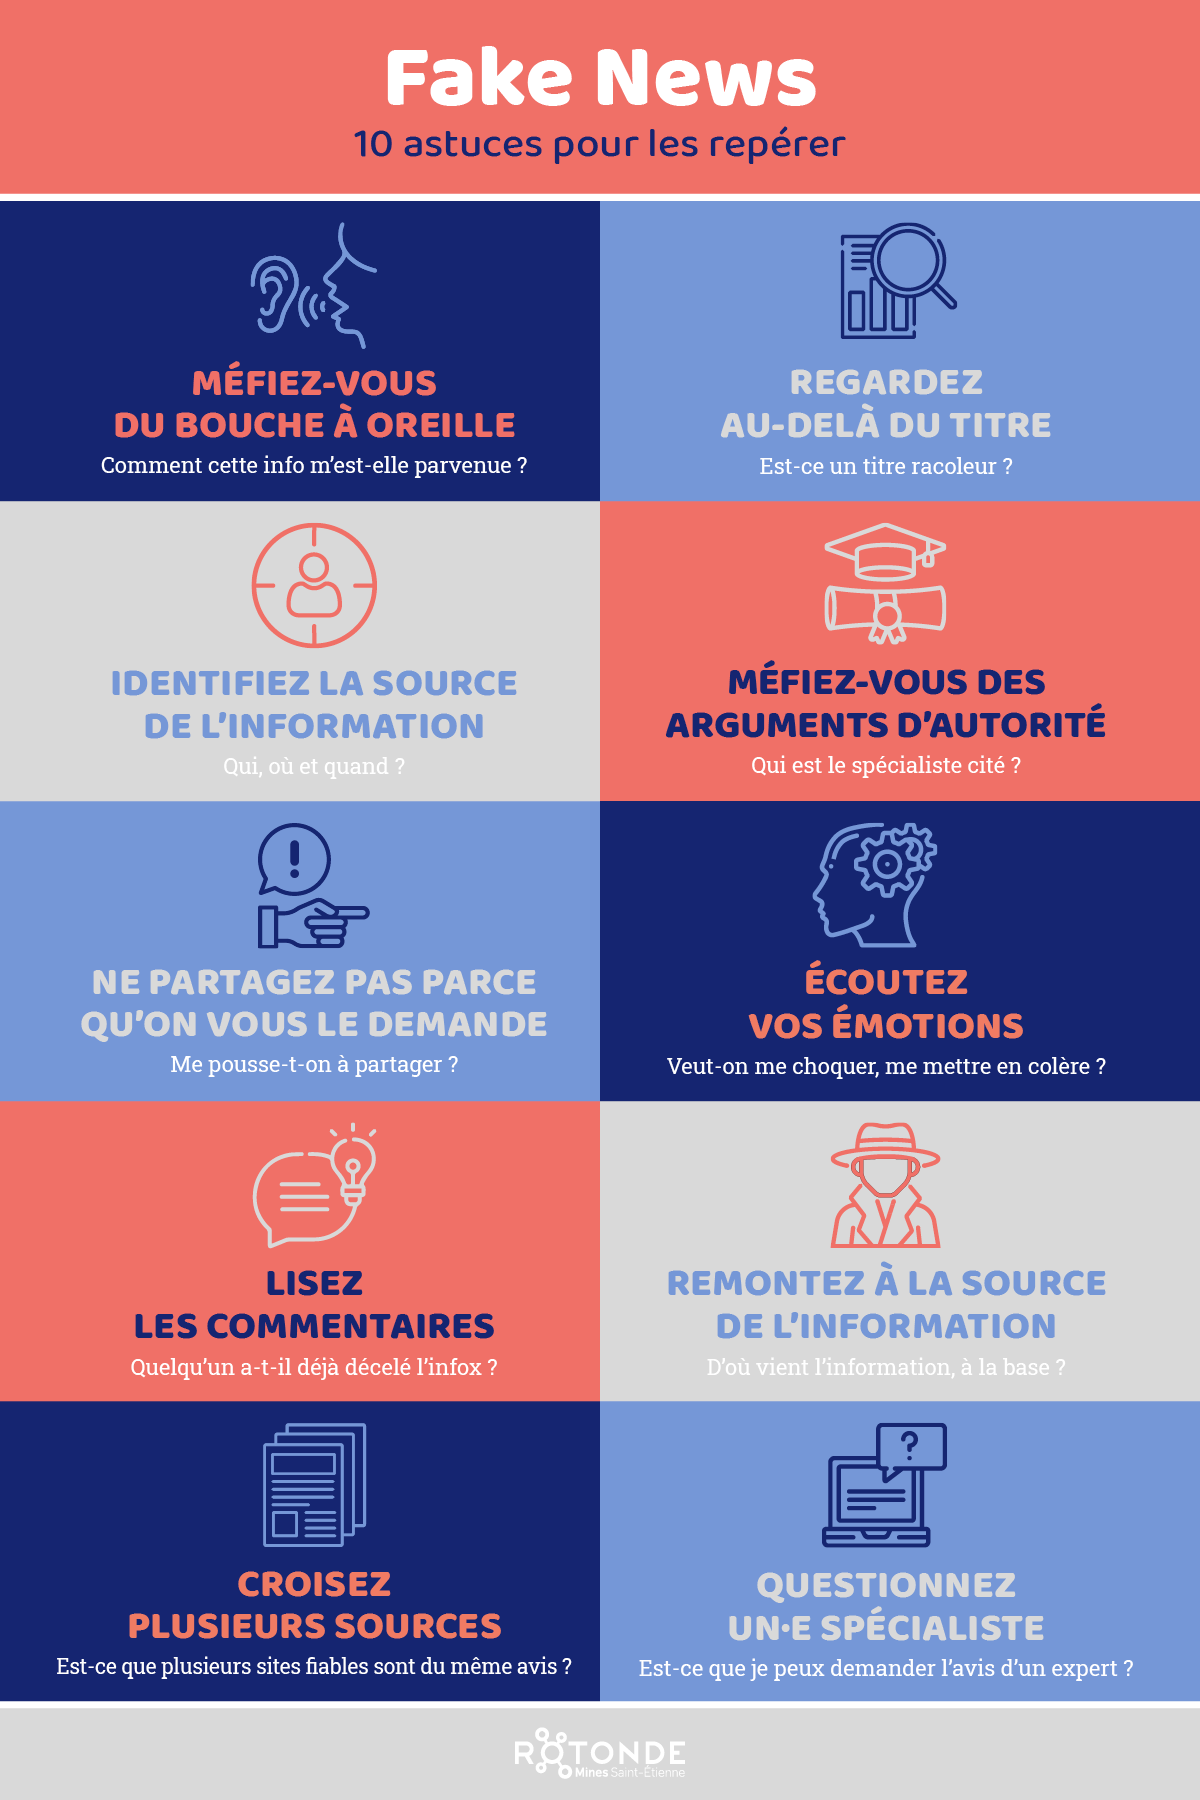 Fake News
10 astuces pour les repérer
MÉFIEZ-VOUS
DU BOUCHE À OREILLE
Comment cette info m’est-elle parvenue ?
REGARDEZ
AU-DELÀ DU TITRE
Est-ce un titre racoleur ?
IDENTIFIEZ LA SOURCE
DE L’INFORMATION
Qui, où et quand ?
MÉFIEZ-VOUS DES
ARGUMENTS D’AUTORITÉ
Qui est le spécialiste cité ?
NE PARTAGEZ PAS PARCE
QU’ON VOUS LE DEMANDE
Me pousse-t-on à partager ?
ÉCOUTEZ
VOS ÉMOTIONS
Veut-on me choquer, me mettre en colère ?
LISEZ
LES COMMENTAIRES
Quelqu’un a-t-il déjà décelé l’infox ?
REMONTEZ À LA SOURCE
DE L’INFORMATION
D’où vient l’information, à la base ?
CROISEZ
PLUSIEURS SOURCES
Est-ce que plusieurs sites fiables sont du même avis ?
QUESTIONNEZ
UN·E SPÉCIALISTE
Est-ce que je peux demander l’avis d’un expert ?
ROTONDE
Mines Saint-Étienne